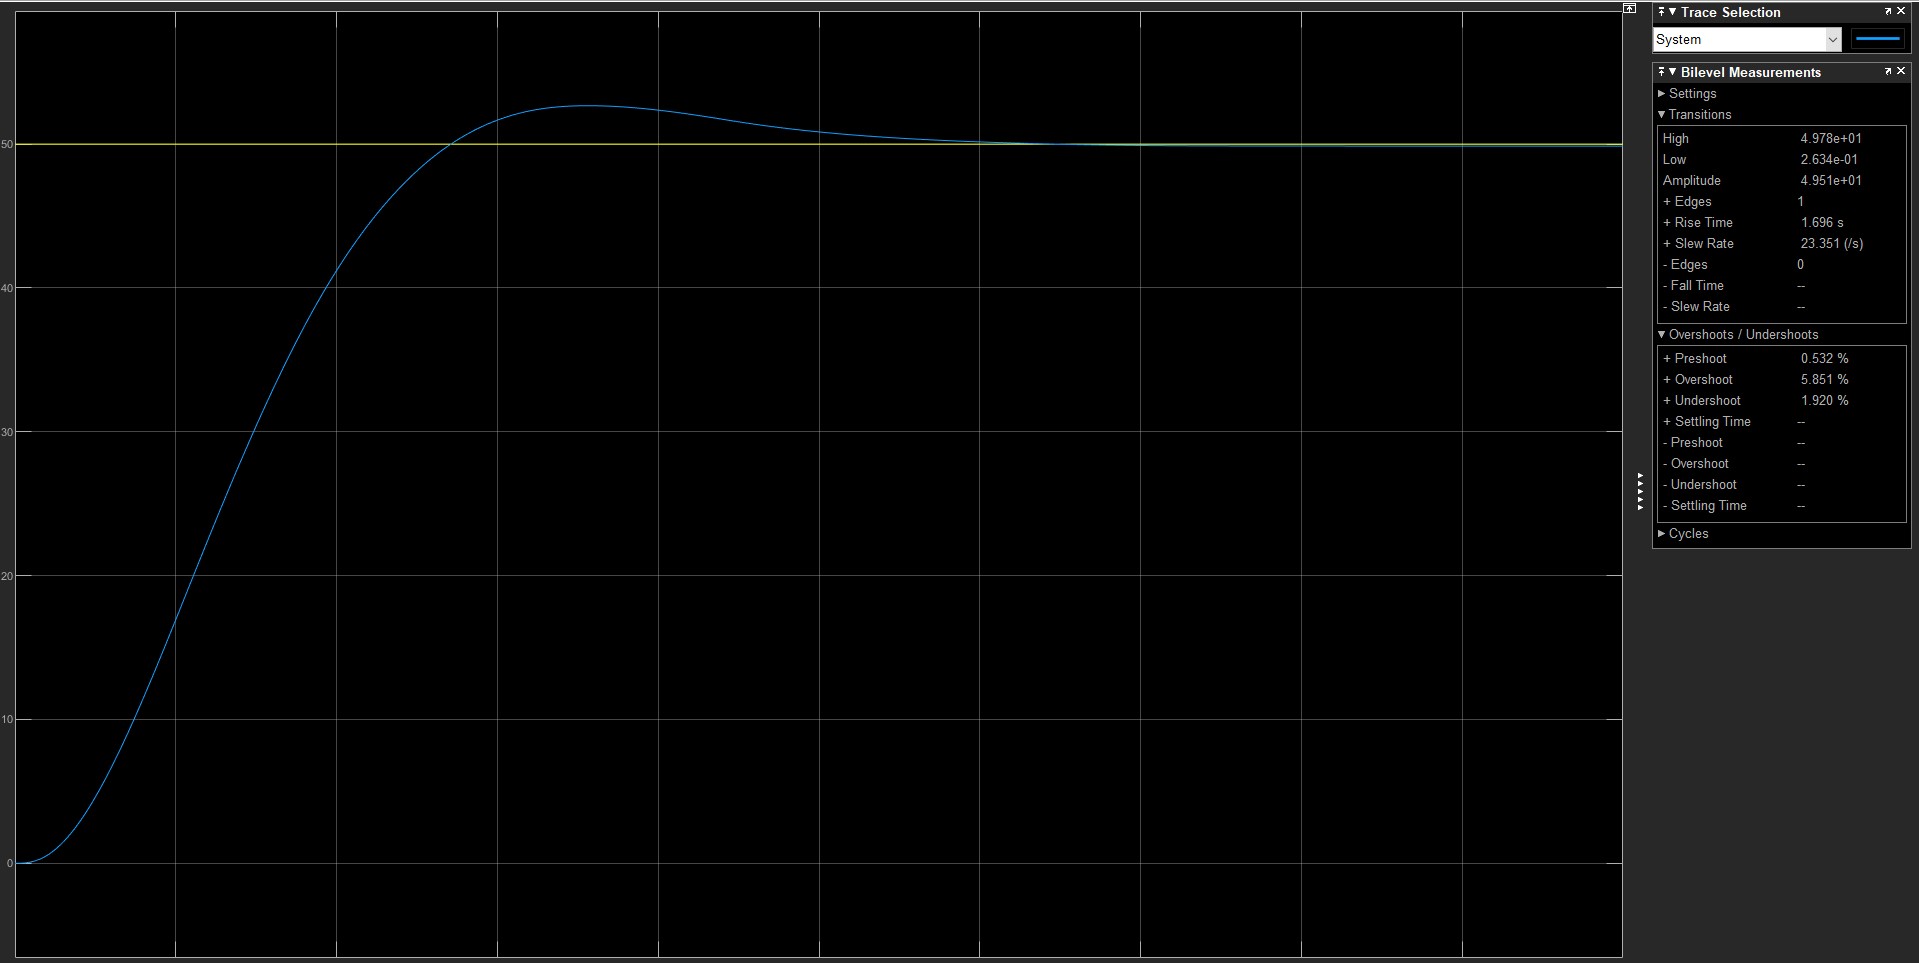 50
40
30
20
10
0
Trace Selection
System
Bilevel Measurements
Settings
Transitions
High 4.978e+01
Low 2.634e-01
Amplitude 4.951e+01
+ Edges 1
+ Rise Time 1.696 s
+ Slew Rate 23.351 (/s)
- Edges 0
- Fall Time --
- Slew Rate --
Overshoots / Undershoots
+ Preshoot 0.532 %
+ Overshoot 5.851 %
+ Undershoot 1.920 %
+ Settling Time --
- Preshoot --
- Overshoot --
- Undershoot --
- Settling Time --
Cycles